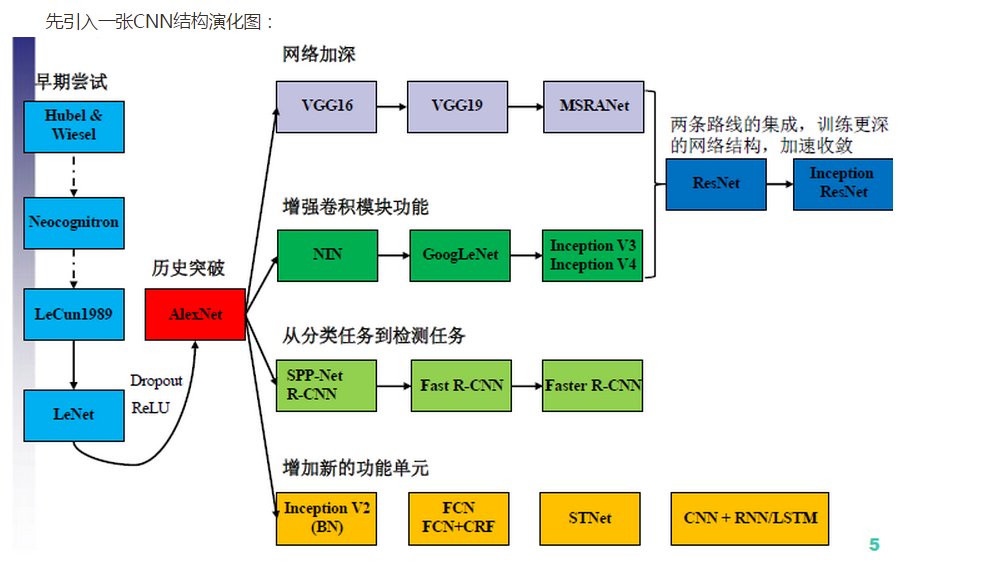 先引入一张CNN结构演化图：
早期尝试
Hubel &
Wiesel
Neocognitron
LeCun1989
LeNet
Dropout
ReLU
历史突破
AlexNet
网络加深
VGG16
VGG19
MSRANet
增强卷积模块功能
NIN
GoogLeNet
Inception V3
Inception V4
两条路线的集成，训练更深
的网络结构，加速收敛
ResNet
Inception
ResNet
从分类任务到检测任务
SPP-Net
R-CNN
Fast R-CNN
Faster R-CNN
增加新的功能单元
Inception V2
(BN)
FCN
FCN+CRF
STNet
CNN + RNN/LSTM
5